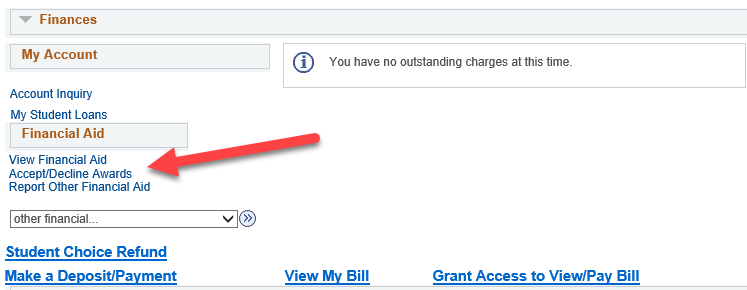 Finances
My Account
You have no outstanding charges at this time.
Account Inquiry
My Student Loans
Financial Aid
View Financial Aid
Accept/Decline Awards
Report Other Financial Aid
other financial...
Student Choice Refund
Make a Deposit/Payment View My Bill Grant Access to View/Pay Bill